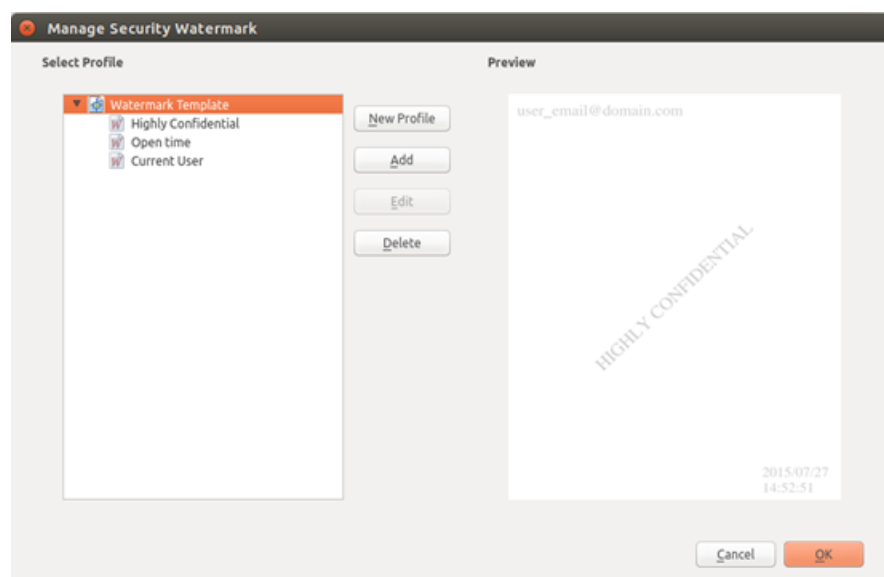 Manage Security Watermark
Select Profile
Preview
Watermark Template
Highly Confidential
Open time
Current User
New Profile
Add
Edit
Delete
user_email@domain.com
HIGHLY CONFIDENTIAL
2015/07/27
14:52:51
Cancel
OK